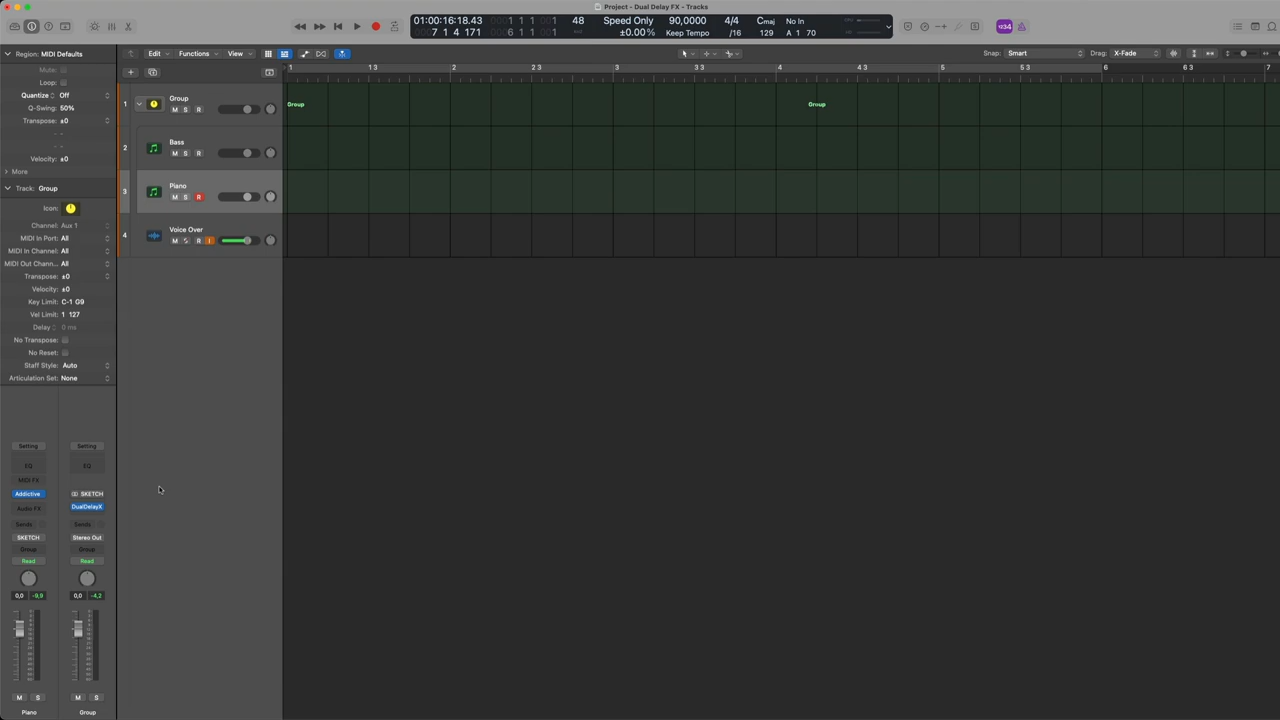 Project - Dual Delay FX - Tracks
01:00:16:18.43
7 1 4 171
1 1 1
6 1 1
48
Speed Only
±0.00%
90,0000
Keep Tempo
4/4
/16
Cmaj
129
No In
A 1 70
1234
Region: MIDI Defaults
Edit Functions View
Snap: Smart
Drag: X-Fade
Mute:
Loop:
Quantize Off
Q-Swing: 50%
Transpose: ±0
Velocity: ±0
More
Track: Group
Icon:
Channel: Aux 1
MIDI In Port: All
MIDI In Channel: All
MIDI Out Chann...: All
Transpose: ±0
Velocity: ±0
Key Limit: C-1 G9
Vel Limit: 1 127
Delay 0 ms
No Transpose:
No Reset:
Staff Style: Auto
Articulation Set: None
1 1 3 2 2 3 3 3 3 4 4 3 5 5 3 6 6 3 7
1 Group
M S R
Group Group
2 Bass
M S R
3 Piano
M S R
4 Voice Over
M S R I
Setting Setting
EQ EQ
MIDI FX
Addictive SKETCH
Audio FX DualDelayX
Sends Sends
SKETCH Stereo Out
Group Group
Read Read
0,0 -9,9 0,0 -4,2
M S M S
Piano Group